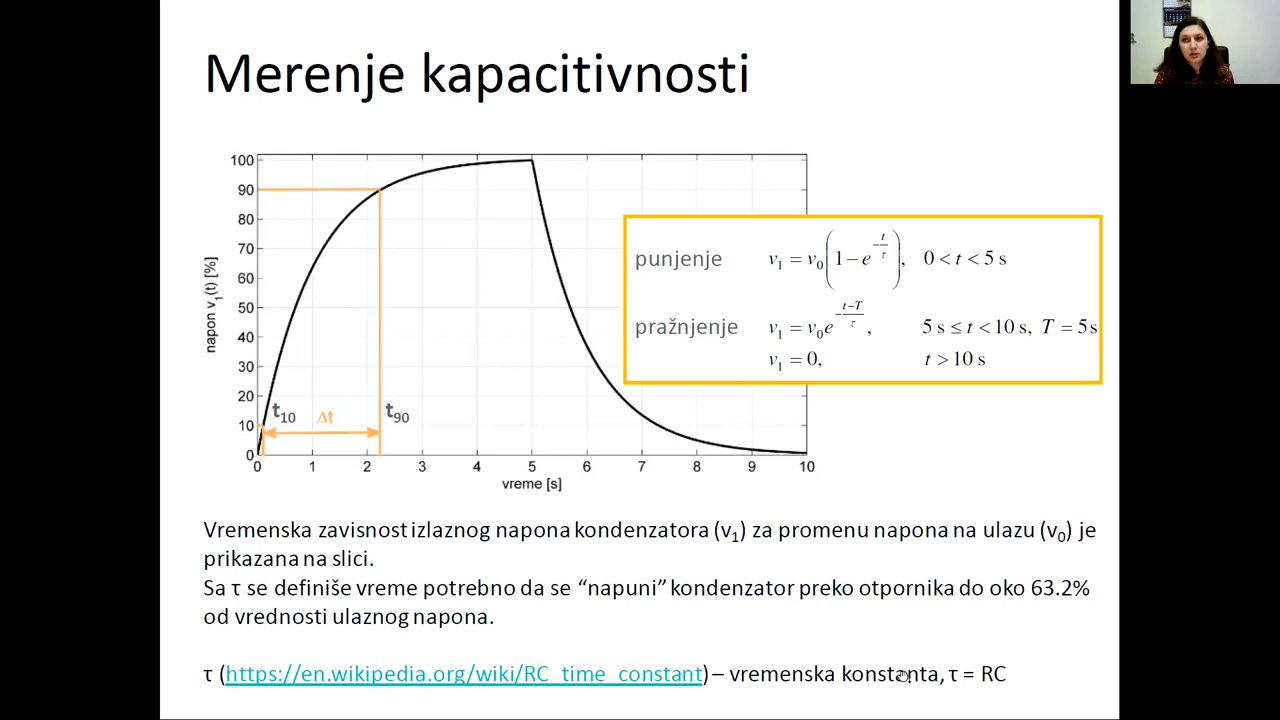 Merenje kapacitivnosti
100
90
80
70
60
50
40
30
20
10
0
napon v1(t) [%]
t10 Δt t90
0 1 2 3 4 5 6 7 8 9 10
vreme [s]
punjenje v1 = v0(1 − e^(−t/τ)), 0 < t < 5 s
pražnjenje v1 = v0e^(−(t−T)/τ), 5 s ≤ t < 10 s, T = 5s
v1 = 0, t > 10 s
Vremenska zavisnost izlaznog napona kondenzatora (v1) za promenu napona na ulazu (v0) je
prikazana na slici.
Sa τ se definiše vreme potrebno da se “napuni” kondenzator preko otpornika do oko 63.2%
od vrednosti ulaznog napona.
τ (https://en.wikipedia.org/wiki/RC_time_constant) – vremenska konstanta, τ = RC